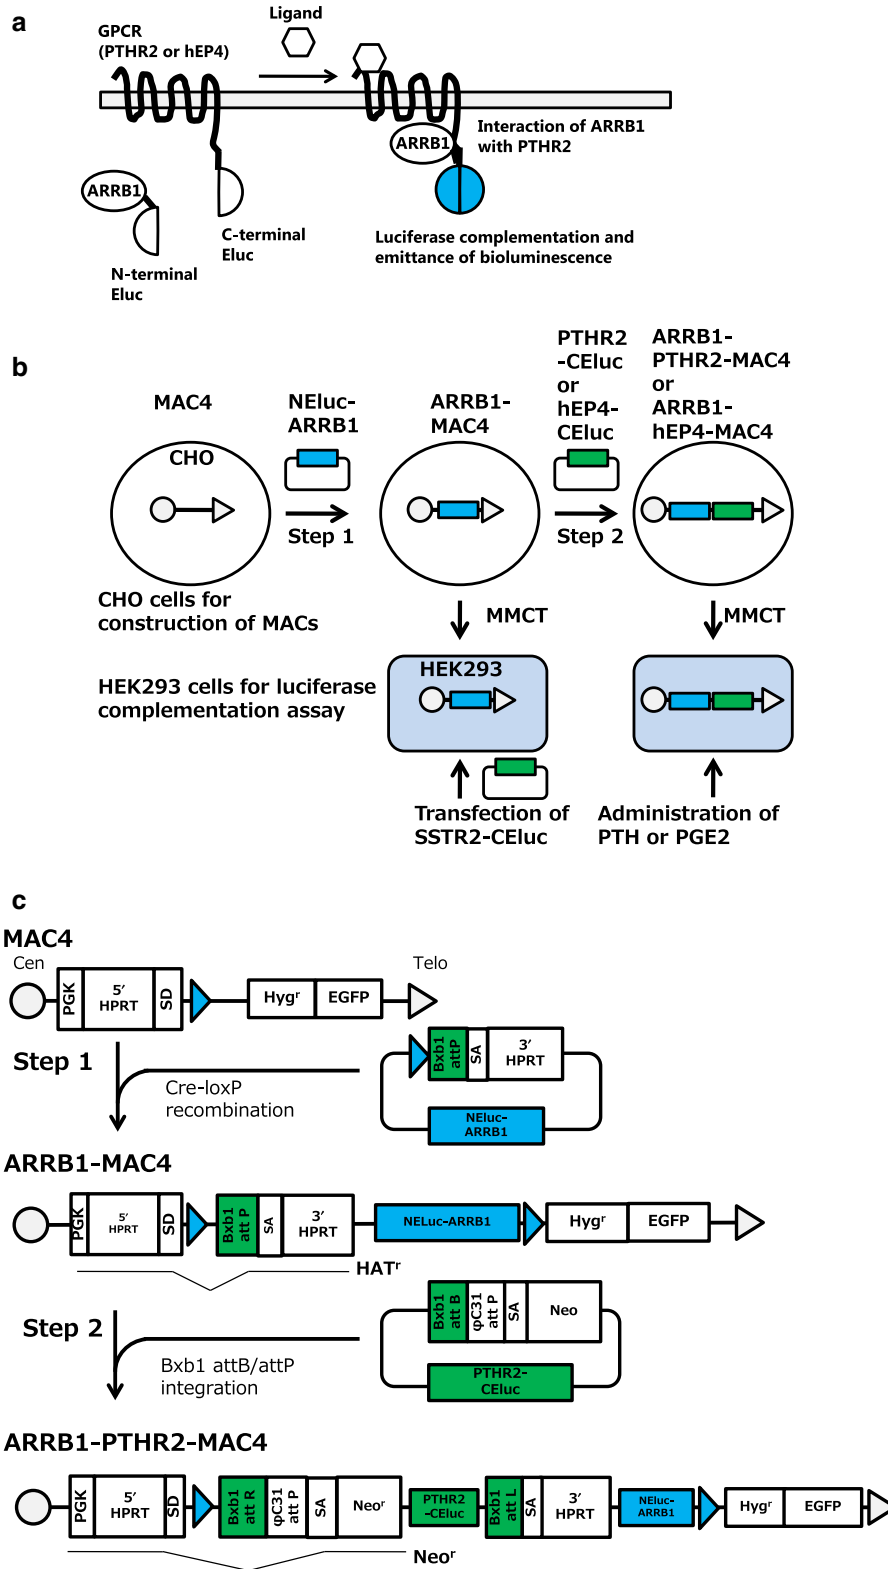 a
GPCR
(PTHR2 or hEP4)
Ligand
ARRB1
Interaction of ARRB1
with PTHR2
ARRB1
C-terminal
Eluc
N-terminal
Eluc
Luciferase complementation and
emittance of bioluminescence
b
MAC4
NEluc-
ARRB1
ARRB1-
MAC4
PTHR2
-CEluc
or
hEP4-
CEluc
ARRB1-
PTHR2-MAC4
or
ARRB1-
hEP4-MAC4
CHO
Step 1
Step 2
CHO cells for
construction of MACs
MMCT
MMCT
HEK293 cells for luciferase
complementation assay
HEK293
Transfection of
SSTR2-CEluc
Administration of
PTH or PGE2
c
MAC4
Cen
Telo
PGK
5′
HPRT
SD
Hygʳ
EGFP
Step 1
Cre-loxP
recombination
Bxb1
attP
SA
3′
HPRT
NEluc-
ARRB1
ARRB1-MAC4
PGK
5′
HPRT
SD
Bxb1
att P
SA
3′
HPRT
NELuc-ARRB1
Hygʳ
EGFP
HATʳ
Step 2
Bxb1 attB/attP
integration
Bxb1
att B
φC31
att P
SA
Neo
PTHR2-
CEluc
ARRB1-PTHR2-MAC4
PGK
5′
HPRT
SD
Bxb1
att R
φC31
att P
SA
Neoʳ
PTHR2
-CEluc
Bxb1
att L
SA
3′
HPRT
NEluc-
ARRB1
Hygʳ
EGFP
Neoʳ